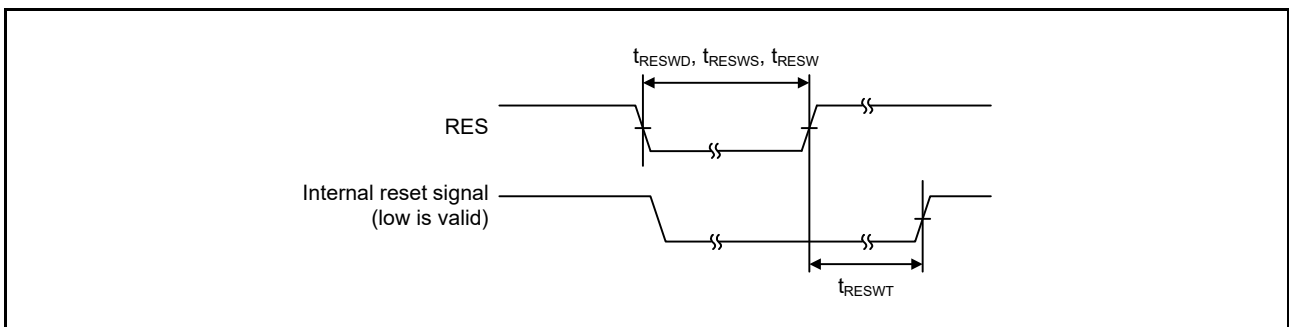 tRESWD, tRESWS, tRESW
RES
Internal reset signal
(low is valid)
tRESWT